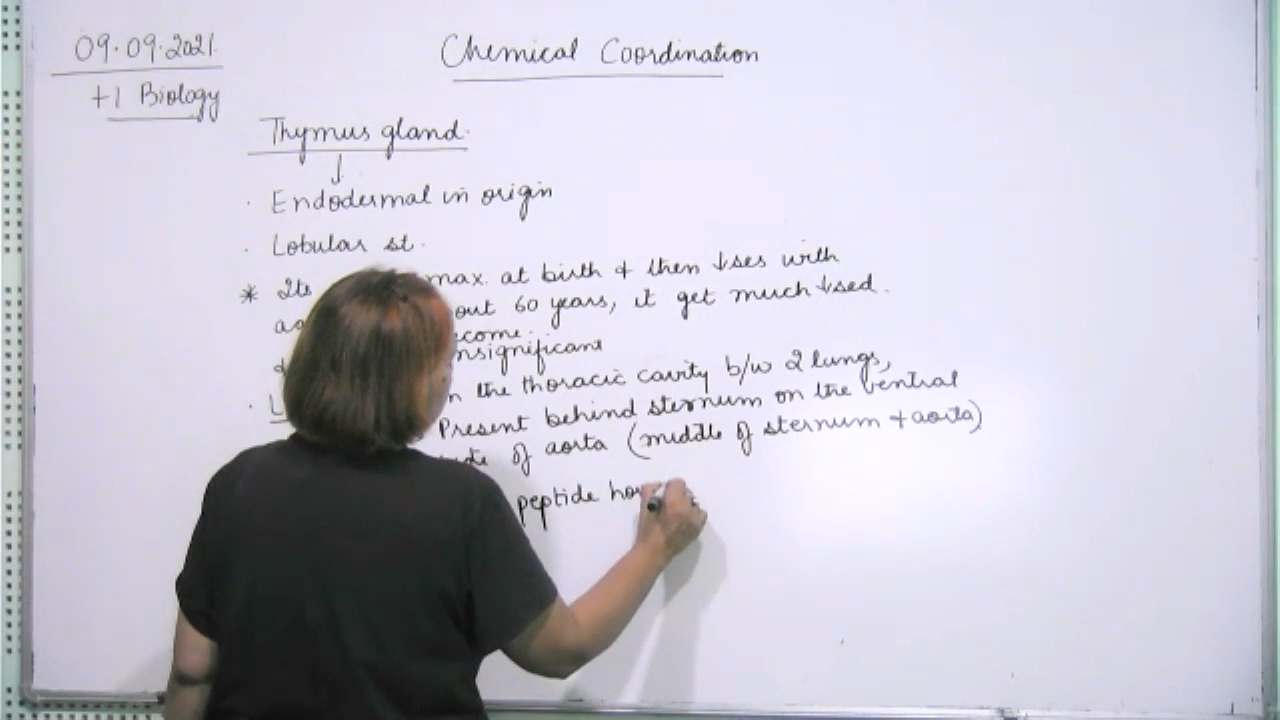 09.09.2021
+1 Biology
Chemical Coordination
Thymus gland.
↓
· Endodermal in origin
· Lobular st.
* Its max. at birth & then ↓ses with
out 60 years, it get much ↓sed.
ecome
nsignificant
· L n the thoracic cavity b/w 2 lungs,
Present behind sternum on the ventral
of aorta (middle of sternum & aorta)
peptide ho